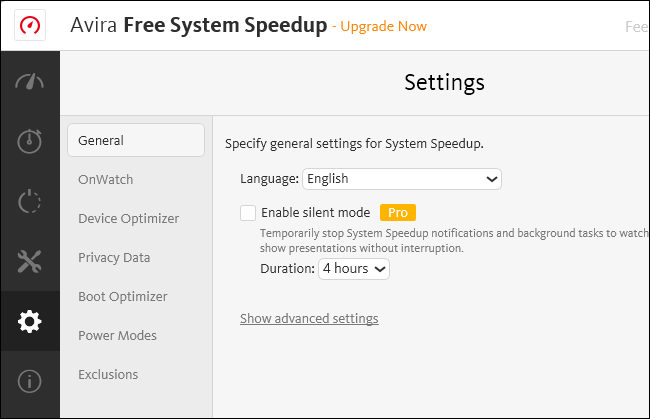 Avira Free System Speedup - Upgrade Now
Fee
Settings
General
OnWatch
Device Optimizer
Privacy Data
Boot Optimizer
Power Modes
Exclusions
Specify general settings for System Speedup.
Language: English
Enable silent mode Pro
Temporarily stop System Speedup notifications and background tasks to watch
show presentations without interruption.
Duration: 4 hours
Show advanced settings